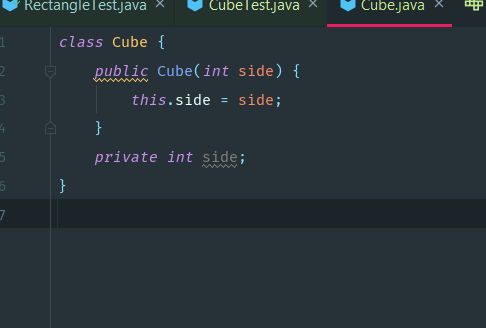 RectangleTest.java × CubeTest.java × Cube.java ×
1 class Cube {
2 public Cube(int side) {
3 this.side = side;
4 }
5 private int side;
6 }
7